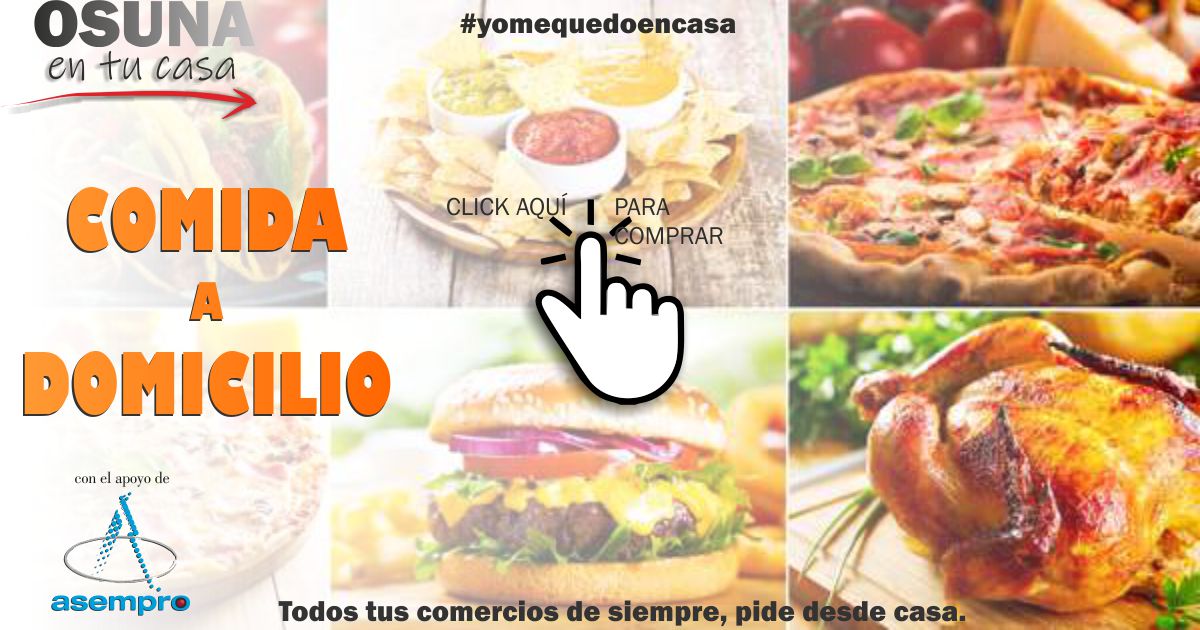 OSUNA
en tu casa
#yomequedoencasa
CLICK AQUÍ PARA
COMPRAR
COMIDA
A
DOMICILIO
con el apoyo de
asempro
Todos tus comercios de siempre, pide desde casa.